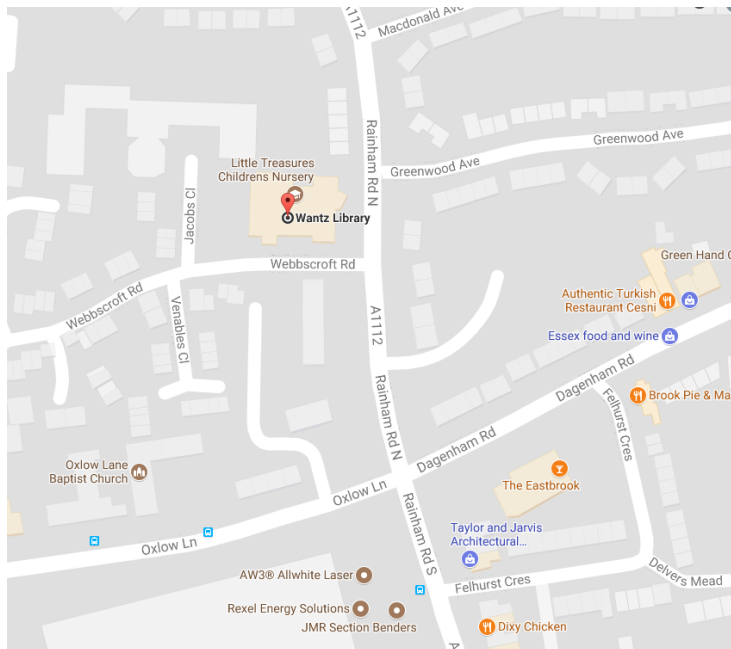 A1112
Macdonald Ave
Rainham Rd N
Greenwood Ave
Greenwood Ave
Little Treasures
Childrens Nursery
Wantz Library
Jacobs Cl
Webbscroft Rd
Webbscroft Rd
Venables Cl
A1112
Green Hand C
Authentic Turkish
Restaurant Cesni
Essex food and wine
Rainham Rd N
Dagenham Rd
Brook Pie & Ma
Felhurst Cres
Dagenham Rd
Oxlow Lane
Baptist Church
The Eastbrook
Oxlow Ln
Rainham Rd S
Taylor and Jarvis
Architectural...
Oxlow Ln
AW3® Allwhite Laser
Felhurst Cres
Delvers Mead
Rexel Energy Solutions
JMR Section Benders
Dixy Chicken
A